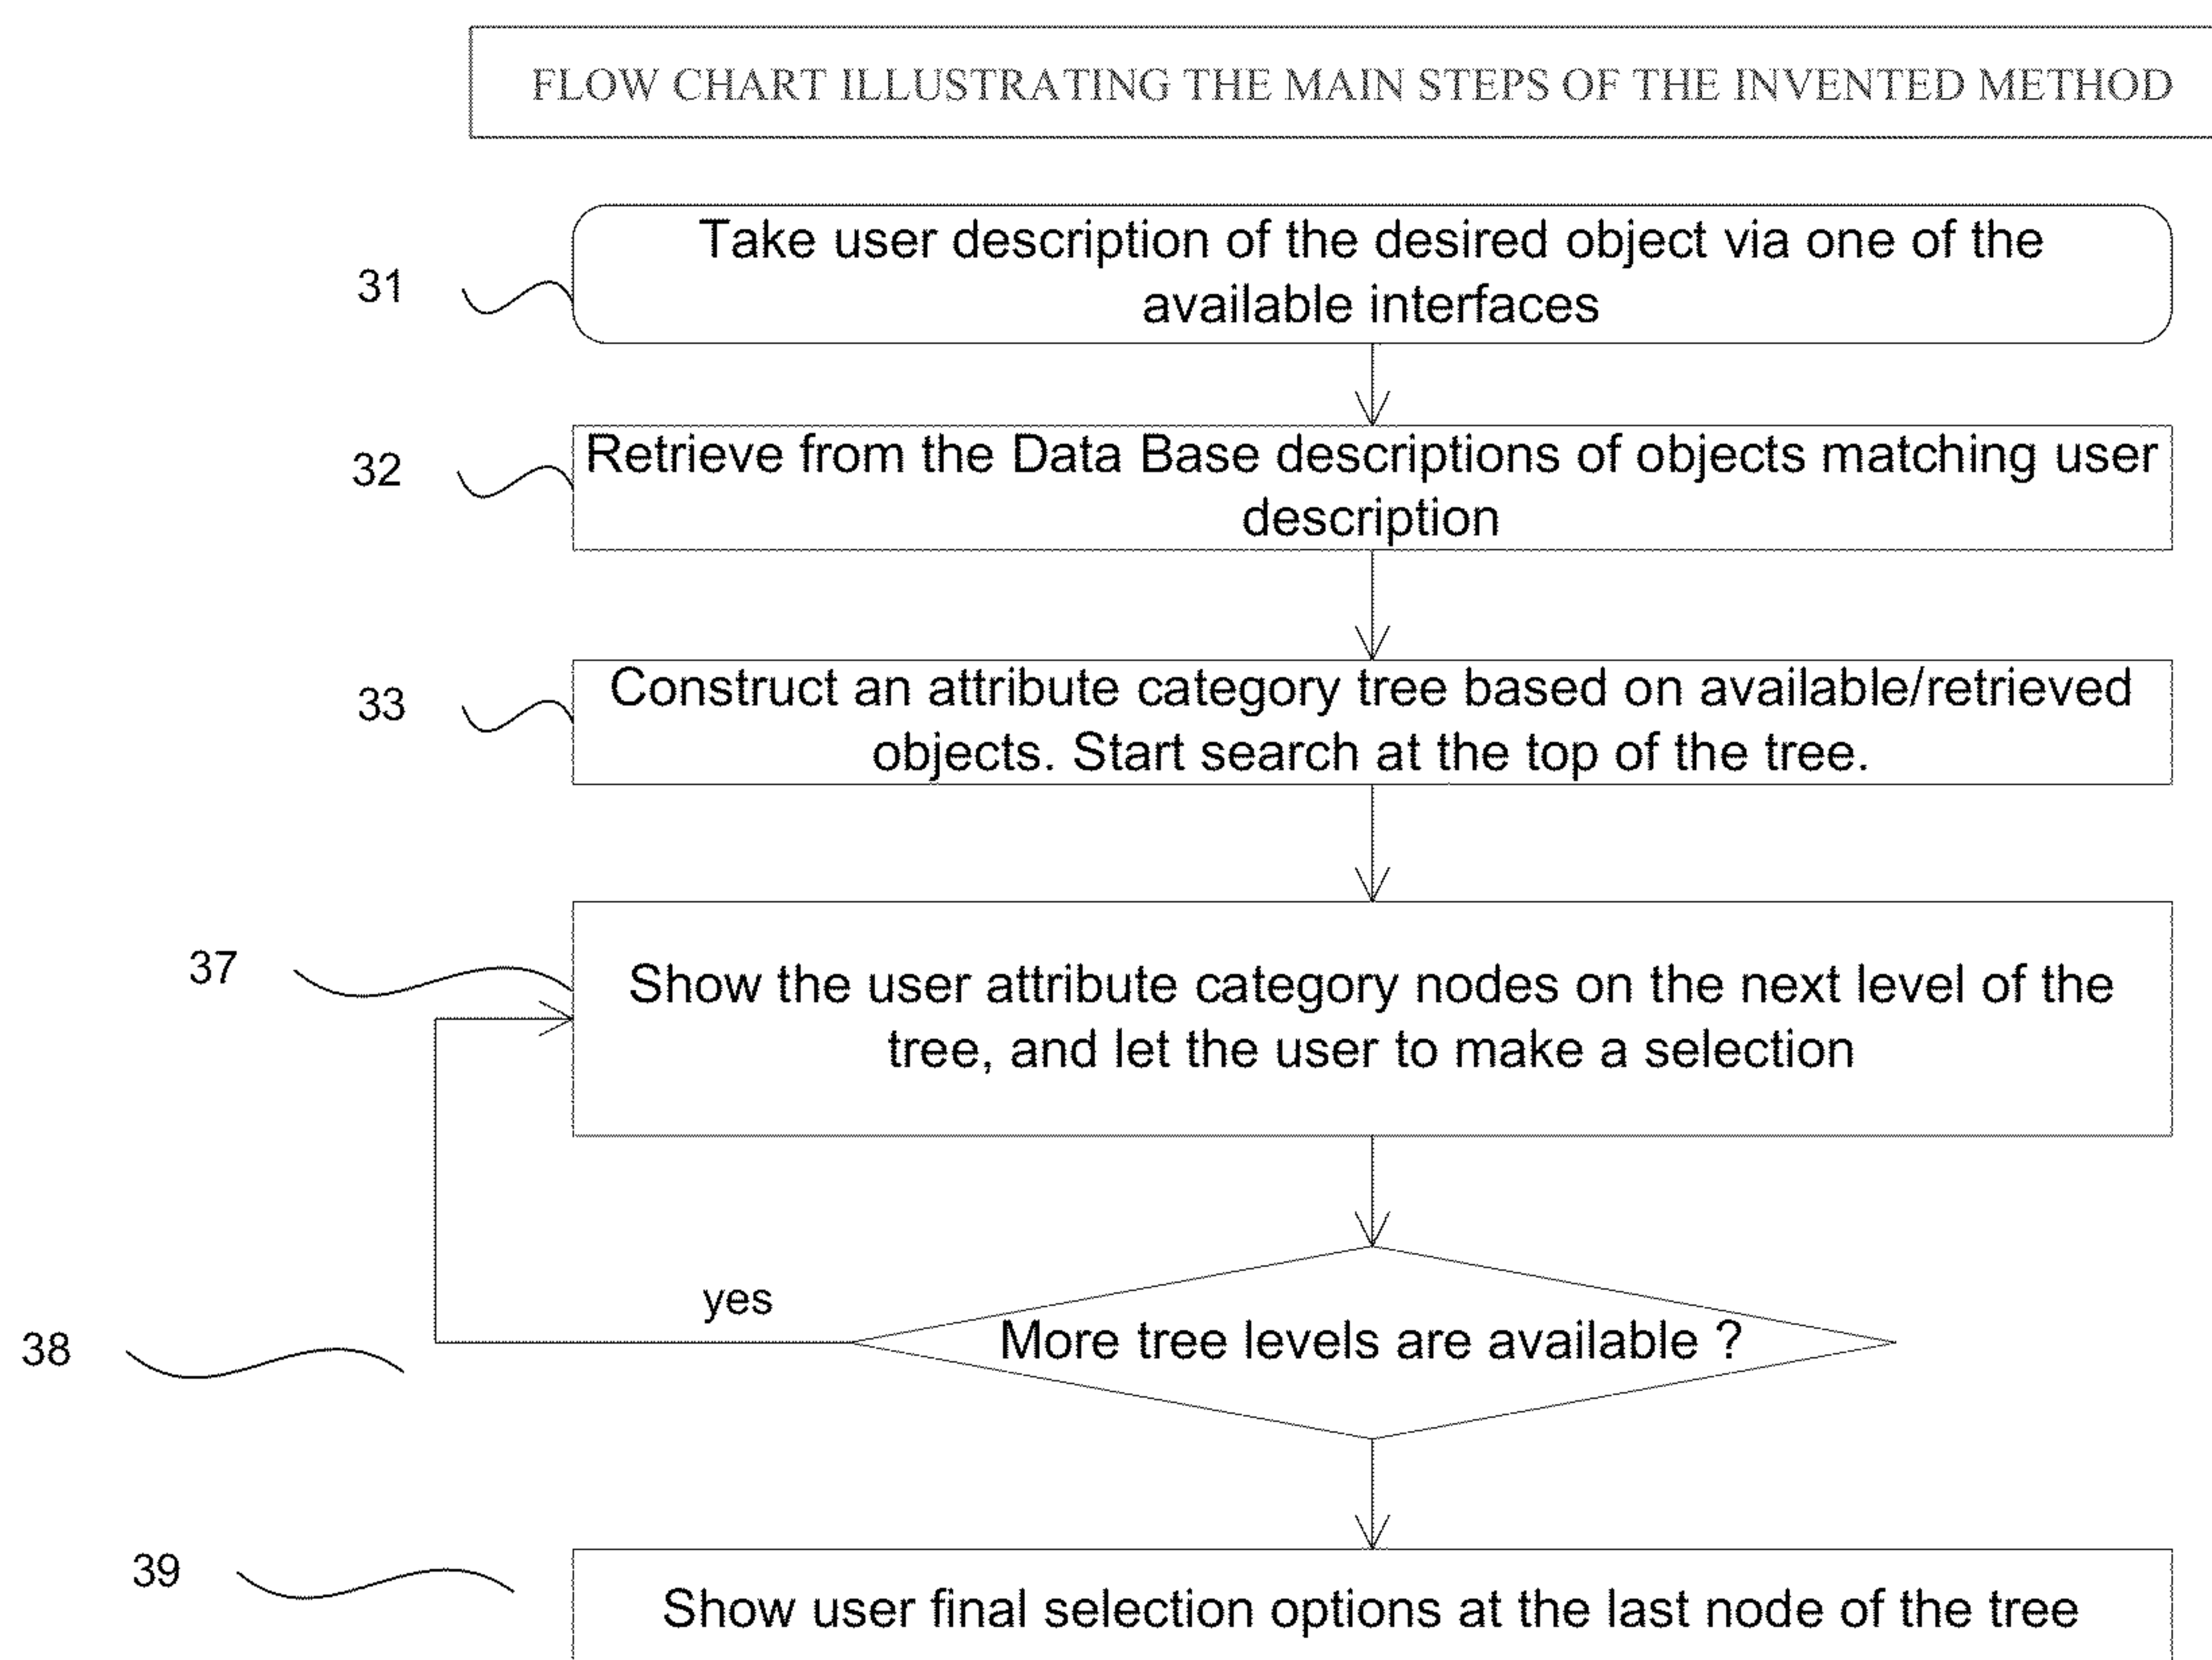 FLOW CHART ILLUSTRATING THE MAIN STEPS OF THE INVENTED METHOD
31
Take user description of the desired object via one of the
available interfaces
32
Retrieve from the Data Base descriptions of objects matching user
description
33
Construct an attribute category tree based on available/retrieved
objects. Start search at the top of the tree.
37
Show the user attribute category nodes on the next level of the
tree, and let the user to make a selection
yes
38
More tree levels are available ?
39
Show user final selection options at the last node of the tree